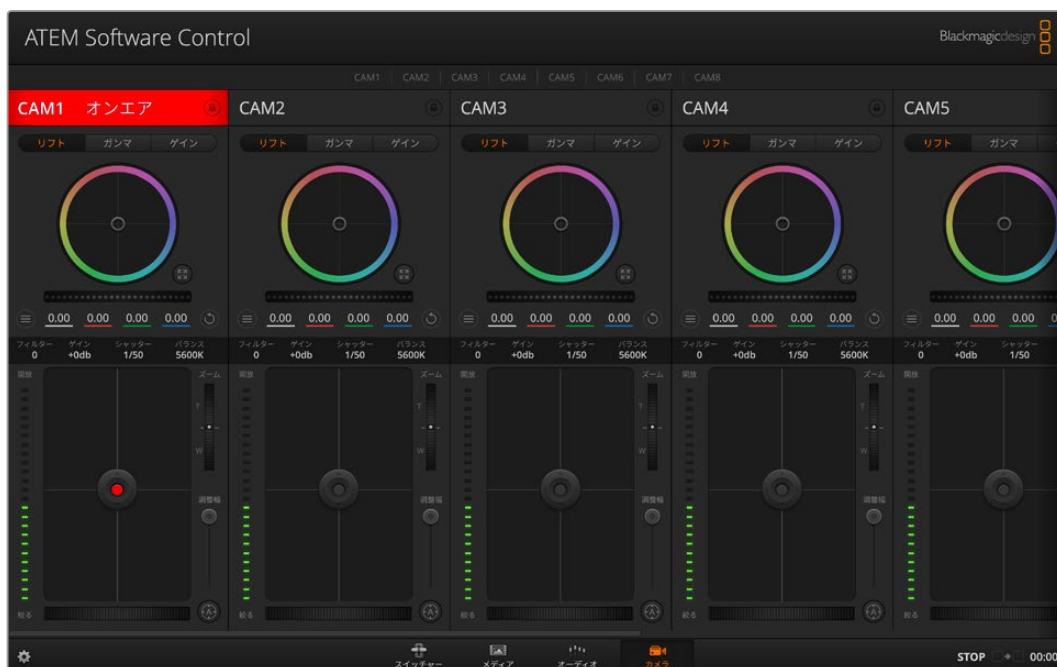 ATEM Software Control
Blackmagicdesign
CAM1 CAM2 CAM3 CAM4 CAM5 CAM6 CAM7 CAM8
CAM1 オンエア CAM2 CAM3 CAM4 CAM5
リフト ガンマ ゲイン リフト ガンマ ゲイン リフト ガンマ ゲイン リフト ガンマ ゲイン リフト ガンマ
0.00 0.00 0.00 0.00 0.00 0.00 0.00 0.00 0.00 0.00 0.00 0.00 0.00 0.00 0.00 0.00 0.00 0.00 0.00
フィルター ゲイン シャッター バランス フィルター ゲイン シャッター バランス フィルター ゲイン シャッター バランス フィルター ゲイン シャッター バランス フィルター ゲイン シャッター
0 +0db 1/50 5600K 0 +0db 1/50 5600K 0 +0db 1/50 5600K 0 +0db 1/50 5600K 0 +0db 1/50
開放 ズーム 開放 ズーム 開放 ズーム 開放 ズーム 開放
T T T T
W W W W
調整幅 調整幅 調整幅 調整幅
絞る A 絞る A 絞る A 絞る A 絞る
スイッチャー メディア オーディオ カメラ
STOP 00:00